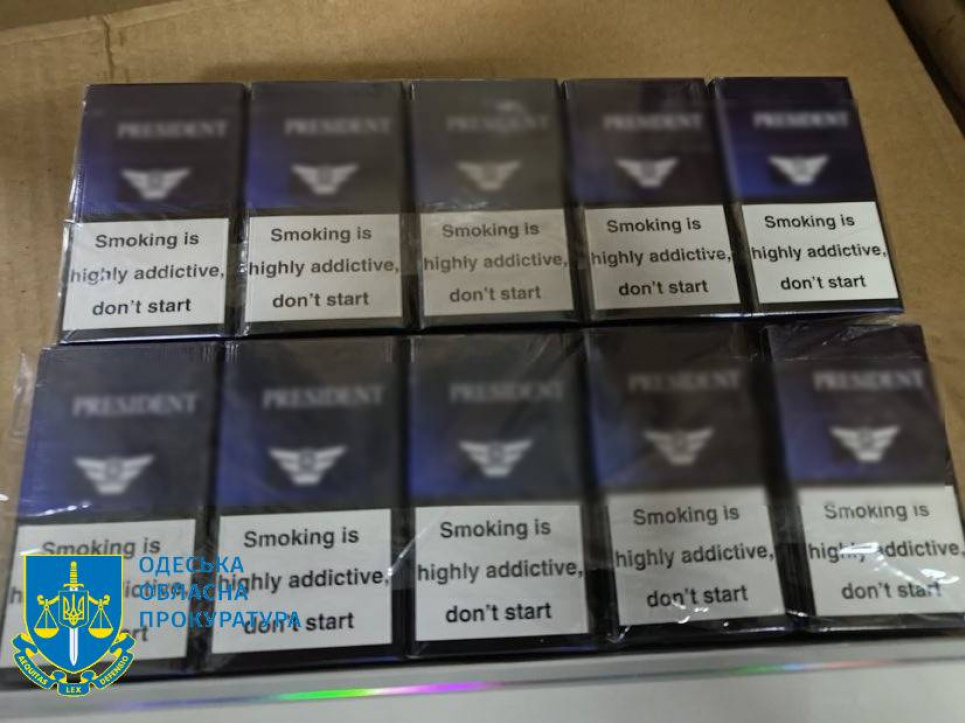 PRESIDENT PRESIDENT PRESIDENT PRESIDENT PRESIDENT
Smoking is Smoking is Smoking is Smoking is Smoking is
highly addictive, highly addictive, highly addictive, highly addictive, highly addictive,
don't start don't start don't start don't start don't start
PRESIDENT PRESIDENT PRESIDENT PRESIDENT PRESIDENT
Smoking is Smoking is Smoking is Smoking is Smoking is
highly addictive, highly addictive, highly addictive, highly addictive,
don't start don't start don't start don't start
ОДЕСЬКА
ОБЛАСНА
ПРОКУРАТУРА
AEQUITAS LEX DEFENSIO